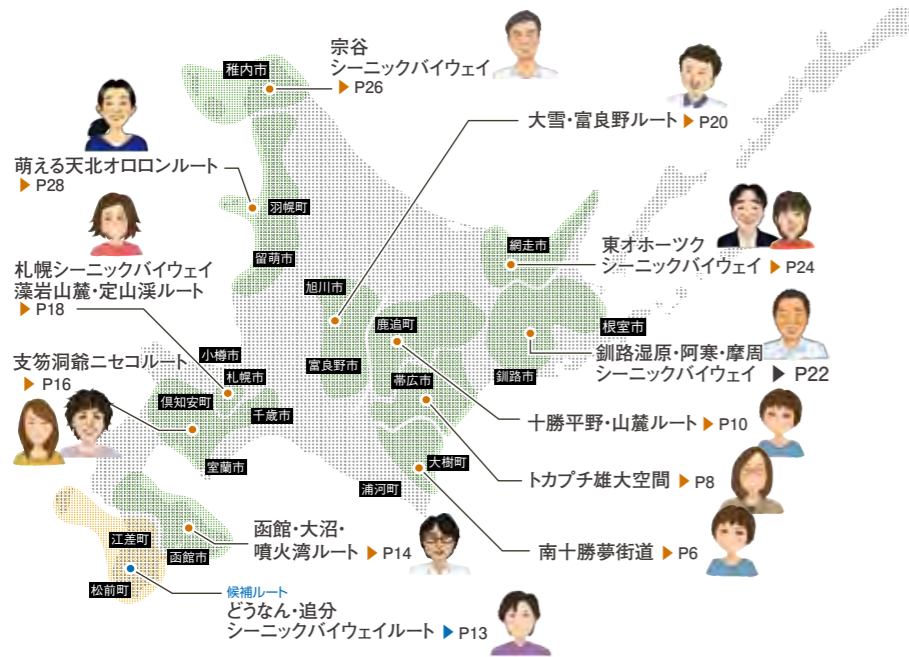 宗谷
シーニックバイウェイ
▶ P26
稚内市
大雪・富良野ルート ▶ P20
萌える天北オロロンルート
▶ P28
羽幌町
留萌市
東オホーツク
シーニックバイウェイ ▶ P24
網走市
札幌シーニックバイウェイ
藻岩山麓・定山渓ルート
▶ P18
旭川市
鹿追町
根室市
釧路湿原・阿寒・摩周
シーニックバイウェイ ▶ P22
小樽市
札幌市
富良野市
帯広市
釧路市
支笏洞爺ニセコルート
▶ P16
倶知安町
千歳市
室蘭市
十勝平野・山麓ルート ▶ P10
大樹町
浦河町
トカプチ雄大空間 ▶ P8
函館・大沼・
噴火湾ルート ▶ P14
南十勝夢街道 ▶ P6
江差町
函館市
松前町
候補ルート
どうなん・追分
シーニックバイウェイルート ▶ P13